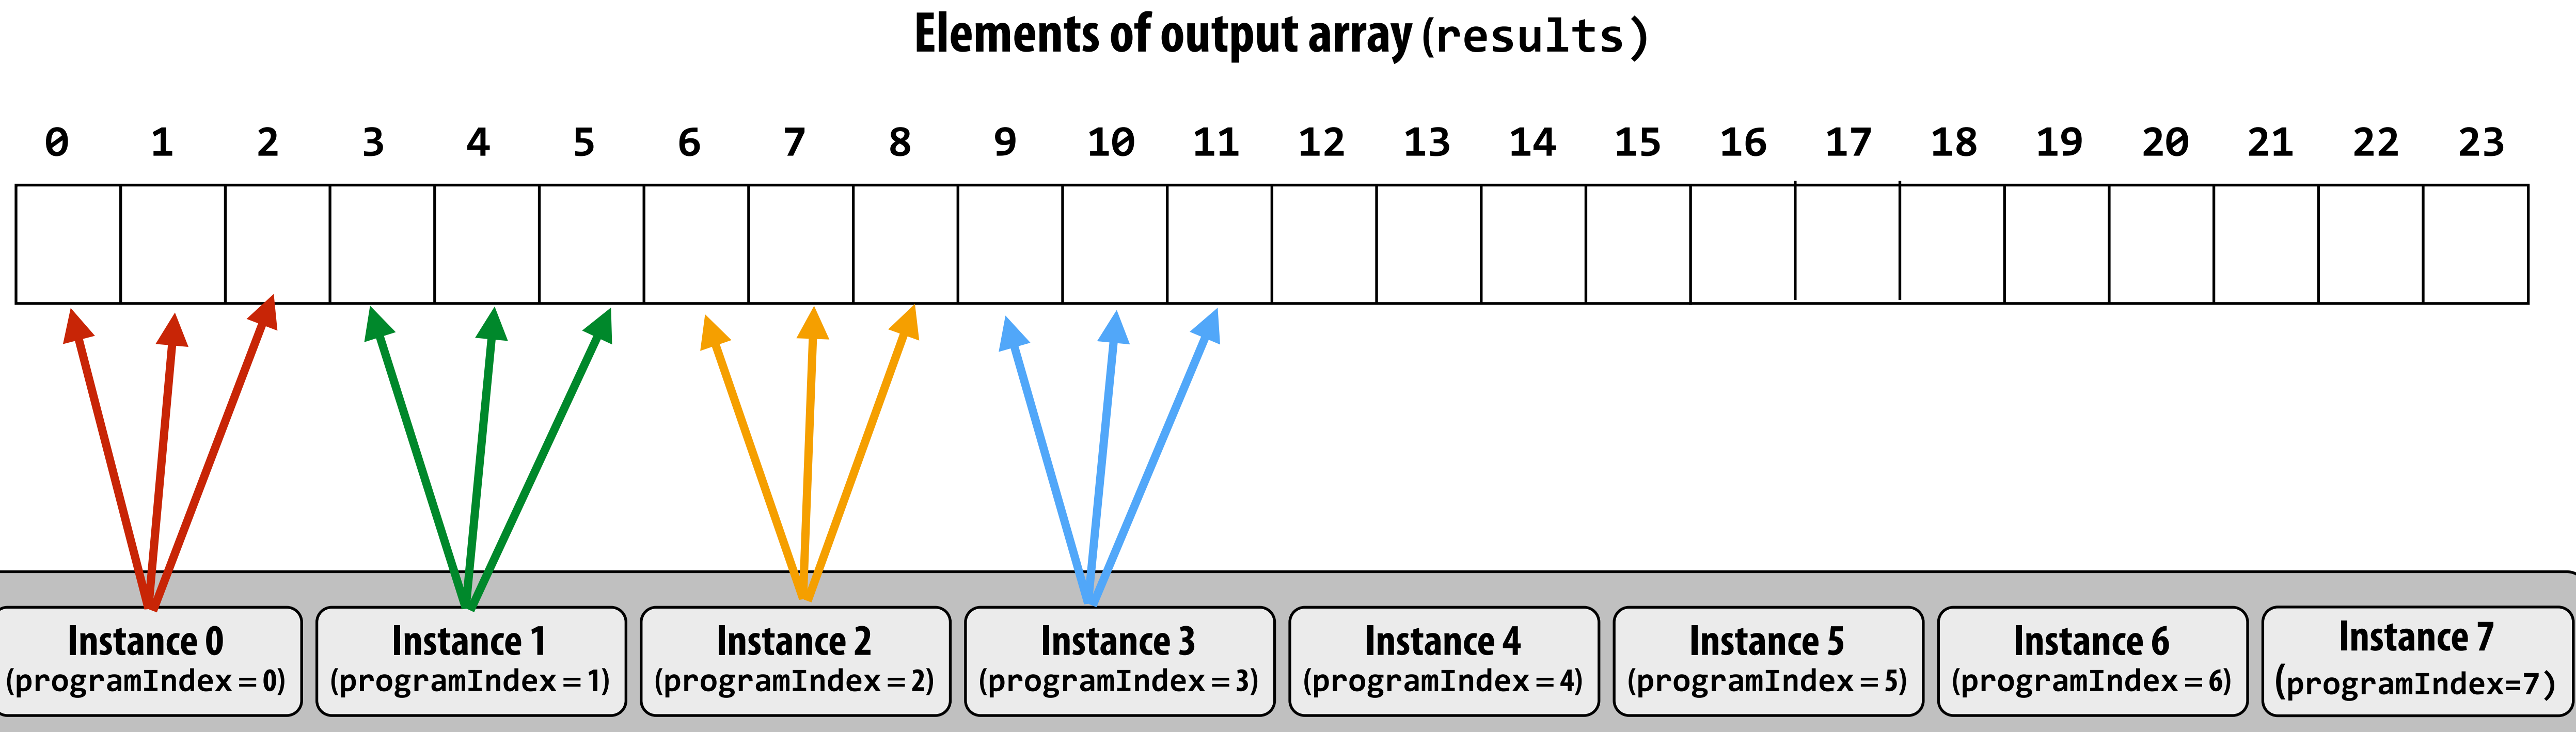 Elements of output array (results)
0 1 2 3 4 5 6 7 8 9 10 11 12 13 14 15 16 17 18 19 20 21 22 23
Instance 0
(programIndex = 0)
Instance 1
(programIndex = 1)
Instance 2
(programIndex = 2)
Instance 3
(programIndex = 3)
Instance 4
(programIndex = 4)
Instance 5
(programIndex = 5)
Instance 6
(programIndex = 6)
Instance 7
(programIndex=7)